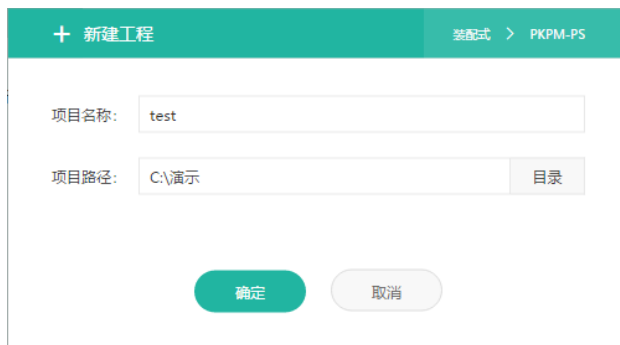 + 新建工程 装配式 > PKPM-PS
项目名称： test
项目路径： C:\演示 目录
确定 取消